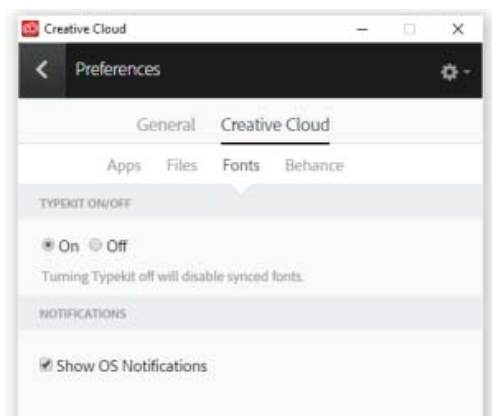 Creative Cloud
Preferences
General Creative Cloud
Apps Files Fonts Behance
TYPEKIT ON/OFF
On Off
Turning Typekit off will disable synced fonts.
NOTIFICATIONS
Show OS Notifications